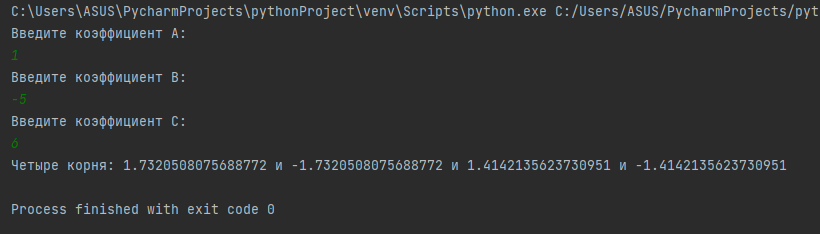 C:\Users\ASUS\PycharmProjects\pythonProject\venv\Scripts\python.exe C:/Users/ASUS/PycharmProjects/pyt
Введите коэффициент A:
1
Введите коэффициент B:
-5
Введите коэффициент C:
6
Четыре корня: 1.7320508075688772 и -1.7320508075688772 и 1.4142135623730951 и -1.4142135623730951
Process finished with exit code 0